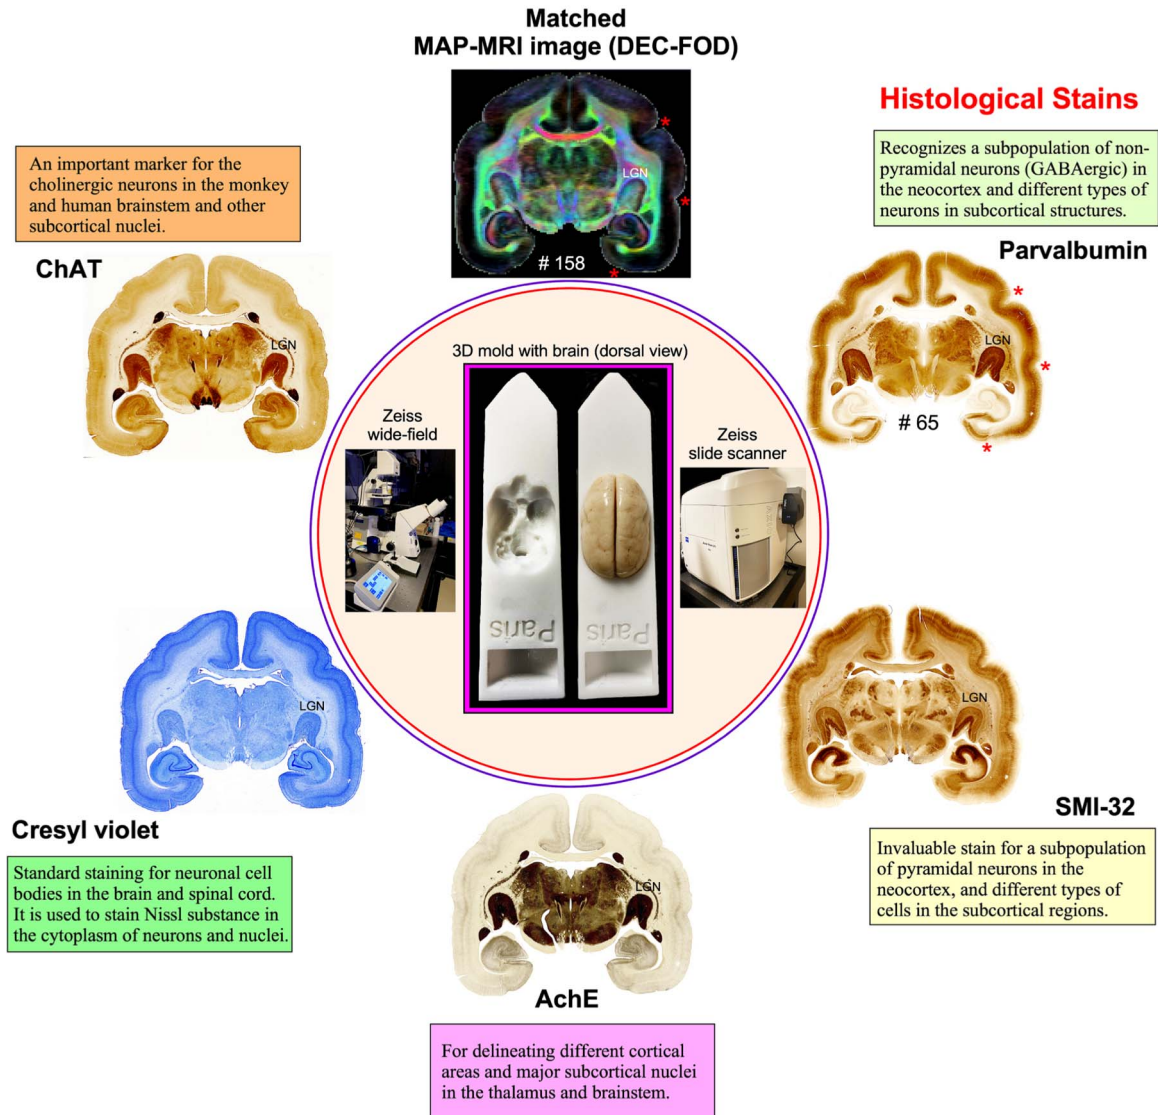 Matched
MAP-MRI image (DEC-FOD)
LGN
*
*
*
# 158
Histological Stains
Recognizes a subpopulation of non-
pyramidal neurons (GABAergic) in
the neocortex and different types of
neurons in subcortical structures.
Parvalbumin
*
LGN
*
# 65
*
An important marker for the
cholinergic neurons in the monkey
and human brainstem and other
subcortical nuclei.
ChAT
LGN
3D mold with brain (dorsal view)
Zeiss
wide-field
Zeiss
slide scanner
Paris
Paris
LGN
Cresyl violet
Standard staining for neuronal cell
bodies in the brain and spinal cord.
It is used to stain Nissl substance in
the cytoplasm of neurons and nuclei.
LGN
SMI-32
Invaluable stain for a subpopulation
of pyramidal neurons in the
neocortex, and different types of
cells in the subcortical regions.
LGN
AchE
For delineating different cortical
areas and major subcortical nuclei
in the thalamus and brainstem.